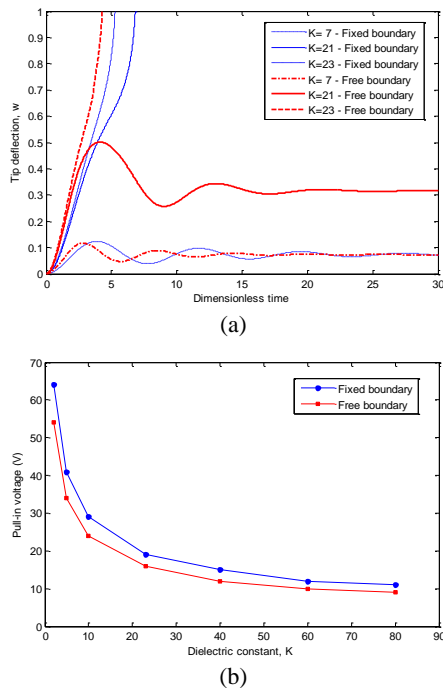 1
0.9
0.8
0.7
0.6
0.5
0.4
0.3
0.2
0.1
0
Tip deflection, w
K= 7 - Fixed boundary
K=21 - Fixed boundary
K=23 - Fixed boundary
K= 7 - Free boundary
K=21 - Free boundary
K=23 - Free boundary
0 5 10 15 20 25 30
Dimensionless time
(a)
70
60
50
40
30
20
10
0
Pull-in voltage (V)
Fixed boundary
Free boundary
0 10 20 30 40 50 60 70 80 90
Dielectric constant, K
(b)